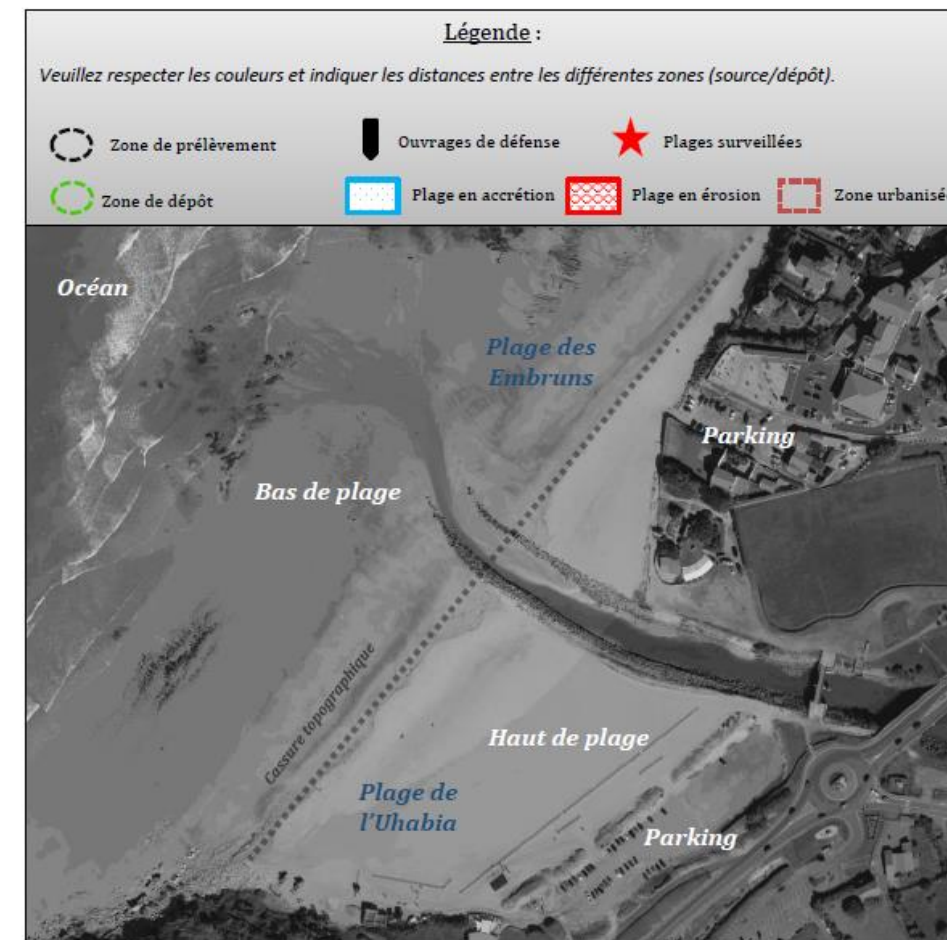 Légende :
Veuillez respecter les couleurs et indiquer les distances entre les différentes zones (source/dépôt).
Zone de prélèvement
Ouvrages de défense
Plages surveillées
Zone de dépôt
Plage en accrétion
Plage en érosion
Zone urbanisé
Océan
Plage des
Embruns
Parking
Bas de plage
Cassure topographique
Haut de plage
Plage de
l'Uhabia
Parking